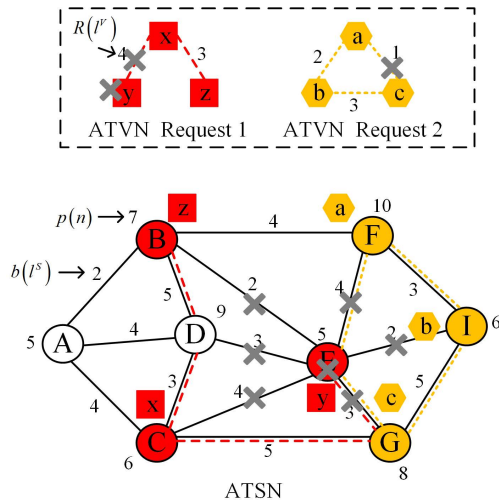 R(l^V)
x
4
3
y
z
ATVN Request 1
a
2
1
b
3
c
ATVN Request 2
z
a
10
p(n)
7
B
4
F
b(l^S)
2
5
9
2
4
3
5
A
4
D
3
5
E
2
b
I
6
4
3
4
x
y
3
c
5
C
5
G
6
8
ATSN